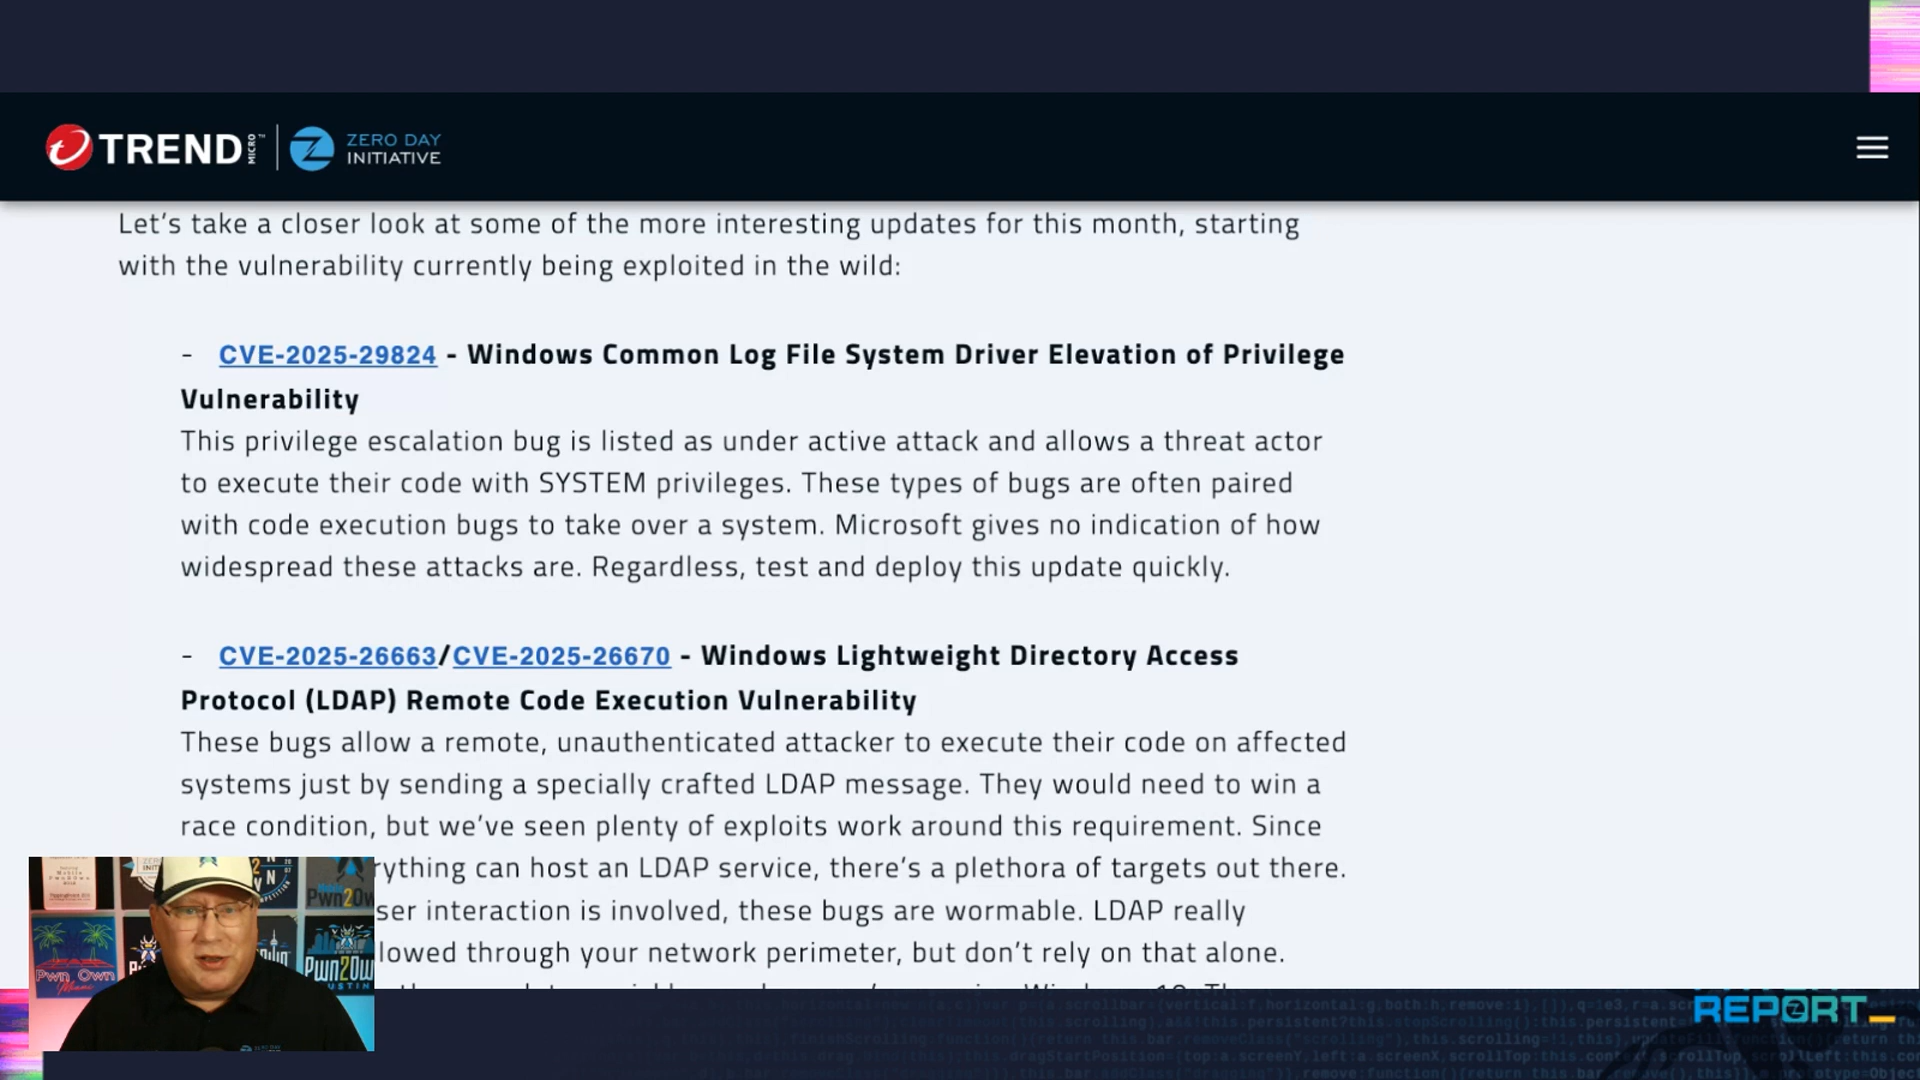 TREND MICRO™
ZERO DAY
INITIATIVE
Let’s take a closer look at some of the more interesting updates for this month, starting
with the vulnerability currently being exploited in the wild:
- CVE-2025-29824 - Windows Common Log File System Driver Elevation of Privilege
Vulnerability
This privilege escalation bug is listed as under active attack and allows a threat actor
to execute their code with SYSTEM privileges. These types of bugs are often paired
with code execution bugs to take over a system. Microsoft gives no indication of how
widespread these attacks are. Regardless, test and deploy this update quickly.
- CVE-2025-26663/CVE-2025-26670 - Windows Lightweight Directory Access
Protocol (LDAP) Remote Code Execution Vulnerability
These bugs allow a remote, unauthenticated attacker to execute their code on affected
systems just by sending a specially crafted LDAP message. They would need to win a
race condition, but we’ve seen plenty of exploits work around this requirement. Since
rything can host an LDAP service, there’s a plethora of targets out there.
ser interaction is involved, these bugs are wormable. LDAP really
lowed through your network perimeter, but don’t rely on that alone.
Pwn Own
Miami
Pwn2Ow
REPORT_